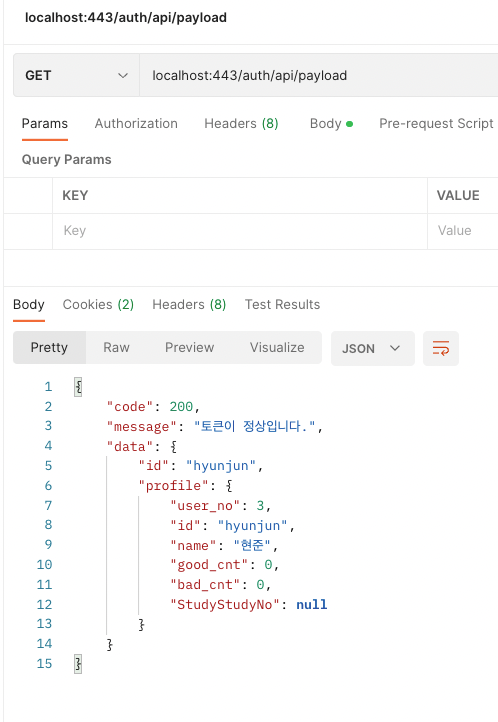 localhost:443/auth/api/payload
GET localhost:443/auth/api/payload
Params Authorization Headers (8) Body Pre-request Script
Query Params
KEY VALUE
Key Value
Body Cookies (2) Headers (8) Test Results
Pretty Raw Preview Visualize JSON
1 {
2 "code": 200,
3 "message": "토큰이 정상입니다.",
4 "data": {
5 "id": "hyunjun",
6 "profile": {
7 "user_no": 3,
8 "id": "hyunjun",
9 "name": "현준",
10 "good_cnt": 0,
11 "bad_cnt": 0,
12 "StudyStudyNo": null
13 }
14 }
15 }